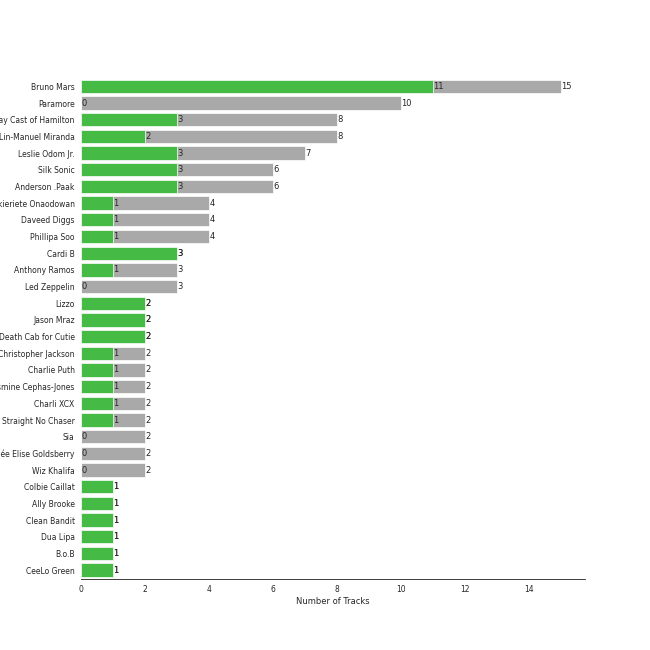 Bruno Mars 11 15
Paramore 0 10
ay Cast of Hamilton 3 8
Lin-Manuel Miranda 2 8
Leslie Odom Jr. 3 7
Silk Sonic 3 6
Anderson .Paak 3 6
kieriete Onaodowan 1 4
Daveed Diggs 1 4
Phillipa Soo 1 4
Cardi B 3
Anthony Ramos 1 3
Led Zeppelin 0 3
Lizzo 2
Jason Mraz 2
Death Cab for Cutie 2
Christopher Jackson 1 2
Charlie Puth 1 2
smine Cephas-Jones 1 2
Charli XCX 1 2
Straight No Chaser 1 2
Sia 0 2
ée Elise Goldsberry 0 2
Wiz Khalifa 0 2
Colbie Caillat 1
Ally Brooke 1
Clean Bandit 1
Dua Lipa 1
B.o.B 1
CeeLo Green 1
0 2 4 6 8 10 12 14
Number of Tracks